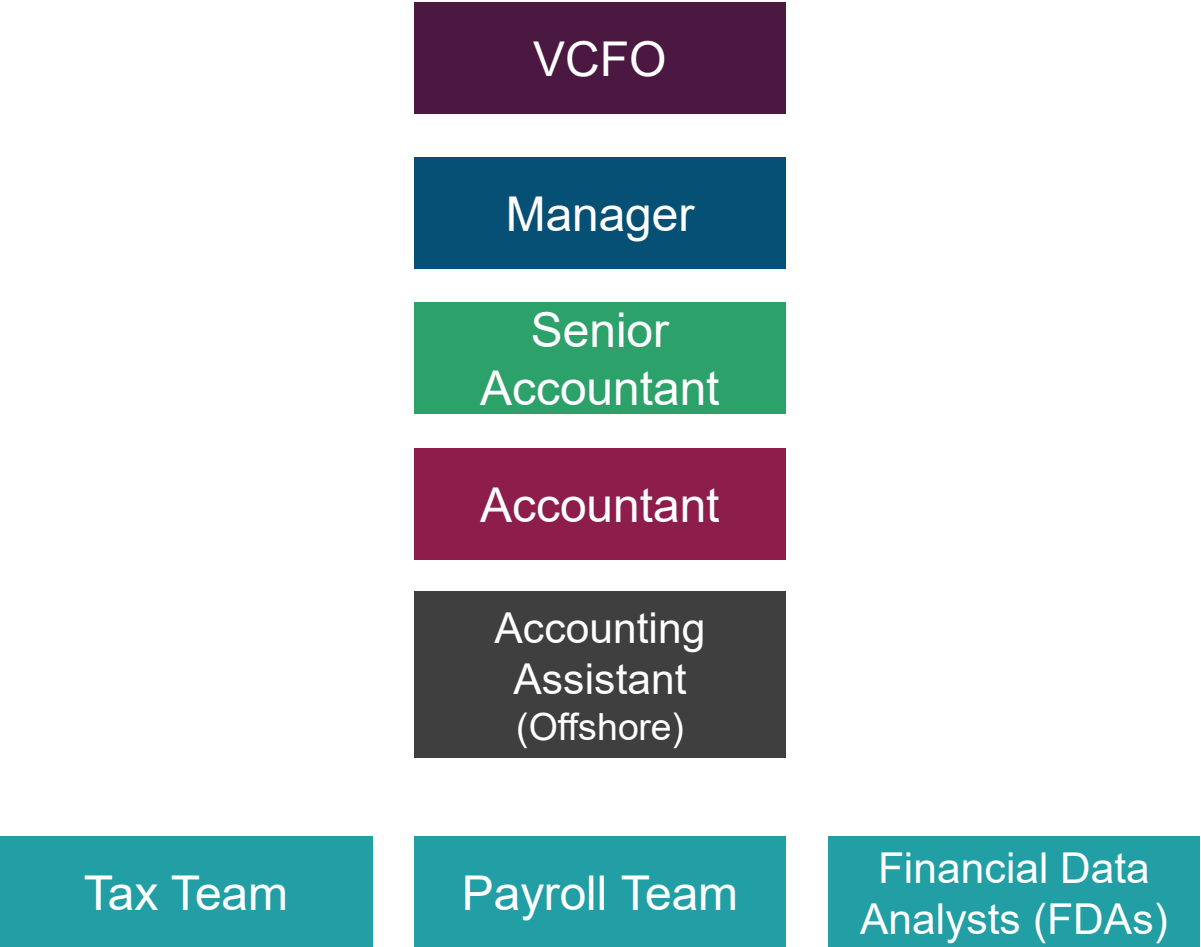 VCFO
Manager
Senior
Accountant
Accountant
Accounting
Assistant
(Offshore)
Tax Team
Payroll Team
Financial Data
Analysts (FDAs)